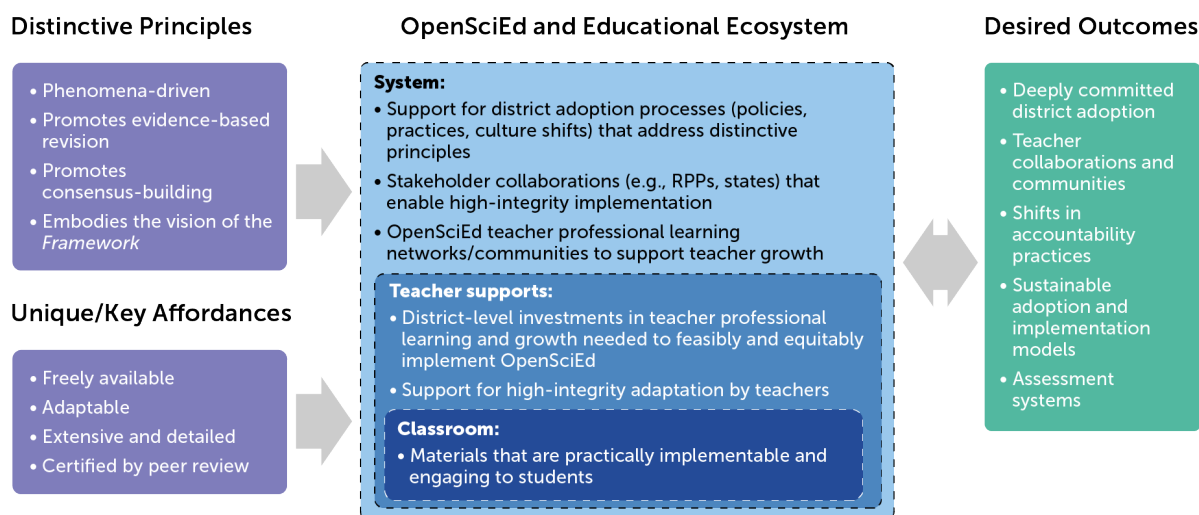 Distinctive Principles
• Phenomena-driven
• Promotes evidence-based
revision
• Promotes
consensus-building
• Embodies the vision of the
Framework
Unique/Key Affordances
• Freely available
• Adaptable
• Extensive and detailed
• Certified by peer review
OpenSciEd and Educational Ecosystem
System:
• Support for district adoption processes (policies,
practices, culture shifts) that address distinctive
principles
• Stakeholder collaborations (e.g., RPPs, states) that
enable high-integrity implementation
• OpenSciEd teacher professional learning
networks/communities to support teacher growth
Teacher supports:
• District-level investments in teacher professional
learning and growth needed to feasibly and equitably
implement OpenSciEd
• Support for high-integrity adaptation by teachers
Classroom:
• Materials that are practically implementable and
engaging to students
Desired Outcomes
• Deeply committed
district adoption
• Teacher
collaborations and
communities
• Shifts in
accountability
practices
• Sustainable
adoption and
implementation
models
• Assessment
systems